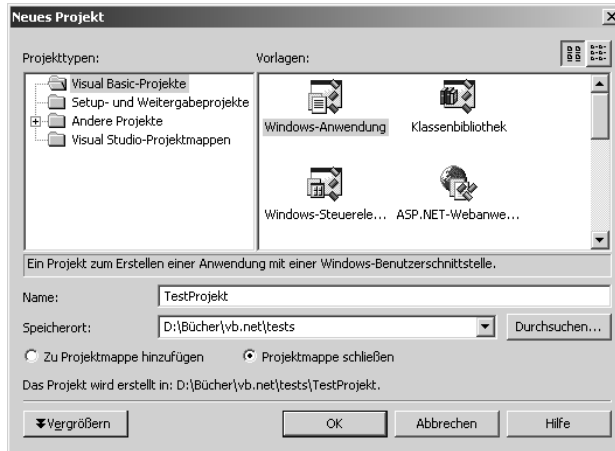 Neues Projekt
Projekttypen:
Vorlagen:
Visual Basic-Projekte
Setup- und Weitergabeprojekte
Andere Projekte
Visual Studio-Projektmappen
Windows-Anwendung
Klassenbibliothek
Windows-Steuerele...
ASP.NET-Webanwe...
Ein Projekt zum Erstellen einer Anwendung mit einer Windows-Benutzerschnittstelle.
Name:
TestProjekt
Speicherort:
D:\Bücher\vb.net\tests
Durchsuchen...
Zu Projektmappe hinzufügen
Projektmappe schließen
Das Projekt wird erstellt in: D:\Bücher\vb.net\tests\TestProjekt.
Vergrößern
OK
Abbrechen
Hilfe